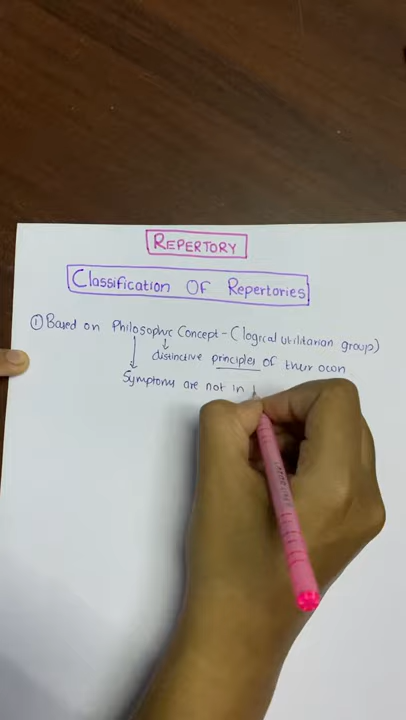 REPERTORY
Classification Of Repertories
① Based on Philosophic Concept - (logical utilitarian group)
distinctive principles of their ocon
Symptoms are not in